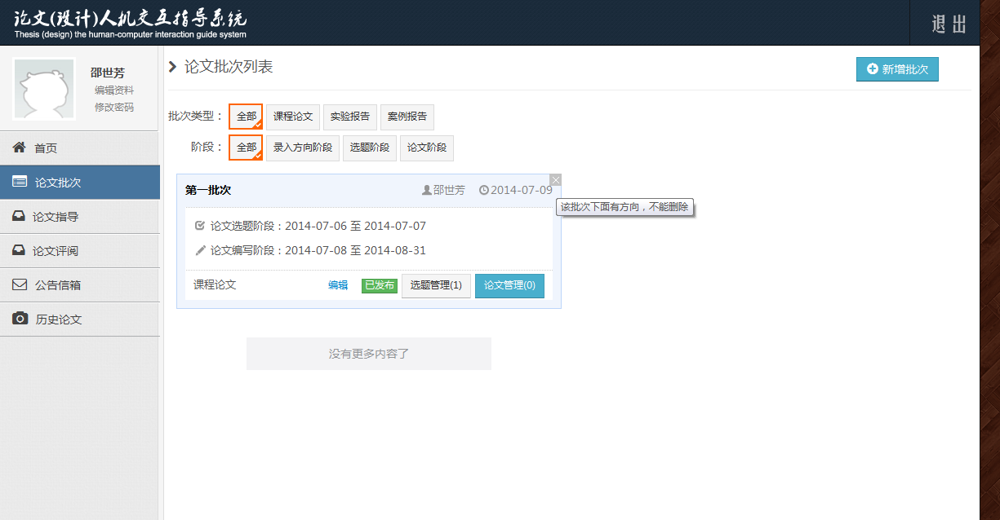 论文(设计)人机交互指导系统
Thesis (design) the human-computer interaction guide system
退出
邵世芳
编辑资料
修改密码
首页
论文批次
论文指导
论文评阅
公告信箱
历史论文
论文批次列表
新增批次
批次类型： 全部 课程论文 实验报告 案例报告
阶段： 全部 录入方向阶段 选题阶段 论文阶段
第一批次 邵世芳 2014-07-09
该批次下面有方向，不能删除
论文选题阶段：2014-07-06 至 2014-07-07
论文编写阶段：2014-07-08 至 2014-08-31
课程论文 编辑 已发布 选题管理(1) 论文管理(0)
没有更多内容了